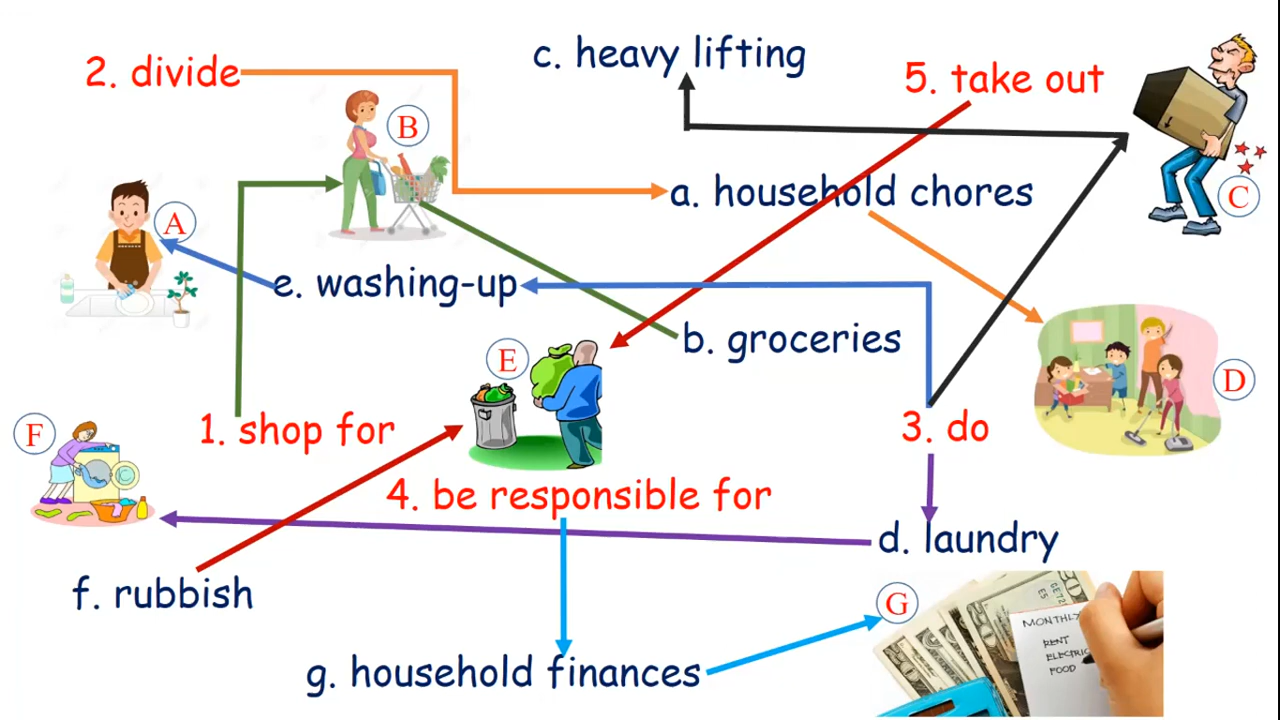 c. heavy lifting
2. divide
5. take out
B
a. household chores
C
A
e. washing-up
b. groceries
E
D
F
1. shop for
3. do
4. be responsible for
d. laundry
f. rubbish
G
MONTHLY
RENT
ELECTRIC
FOOD
g. household finances